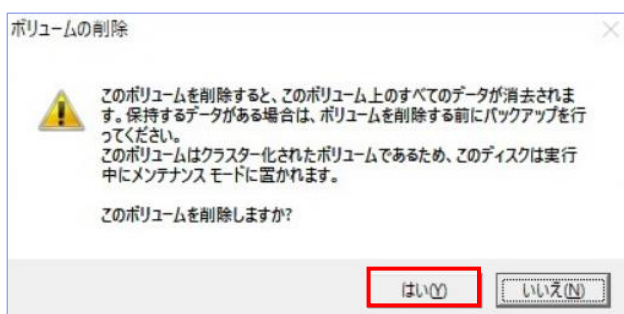 ボリュームの削除
このボリュームを削除すると、このボリューム上のすべてのデータが消去されま
す。保持するデータがある場合は、ボリュームを削除する前にバックアップを行
ってください。
このボリュームはクラスター化されたボリュームであるため、このディスクは実行
中にメンテナンス モードに置かれます。
このボリュームを削除しますか?
はい(Y)
いいえ(N)